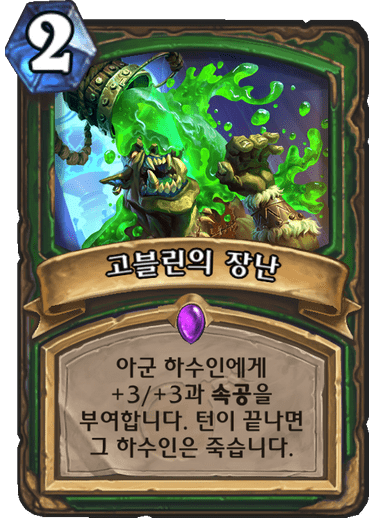 2
고블린의 장난
아군 하수인에게
+3/+3과 속공을
부여합니다. 턴이 끝나면
그 하수인은 죽습니다.